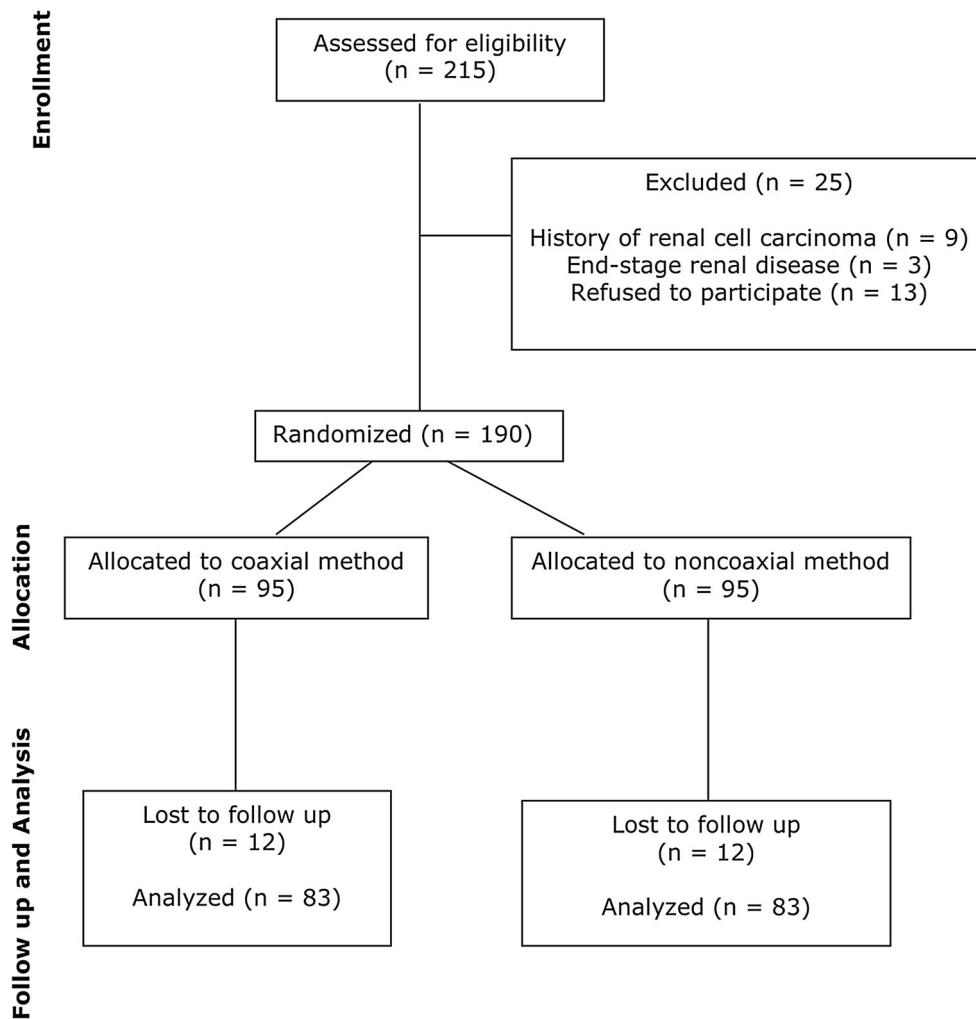 Enrollment
Assessed for eligibility
(n = 215)
Excluded (n = 25)
History of renal cell carcinoma (n = 9)
End-stage renal disease (n = 3)
Refused to participate (n = 13)
Randomized (n = 190)
Allocation
Allocated to coaxial method
(n = 95)
Allocated to noncoaxial method
(n = 95)
Follow up and Analysis
Lost to follow up
(n = 12)
Analyzed (n = 83)
Lost to follow up
(n = 12)
Analyzed (n = 83)